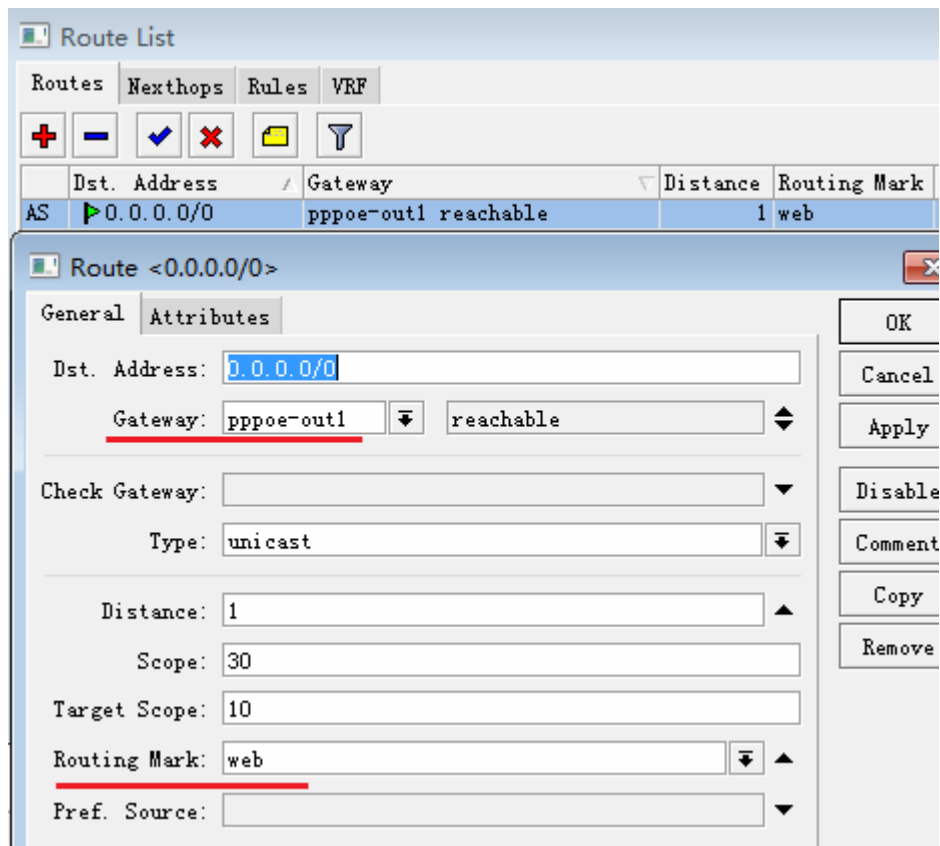 Route List
Routes Nexthops Rules VRF
Dst. Address Gateway Distance Routing Mark
AS 0.0.0.0/0 pppoe-out1 reachable 1 web
Route <0.0.0.0/0>
General Attributes
OK
Dst. Address: 0.0.0.0/0
Cancel
Gateway: pppoe-out1 reachable
Apply
Check Gateway:
Disable
Type: unicast
Comment
Distance: 1
Copy
Scope: 30
Remove
Target Scope: 10
Routing Mark: web
Pref. Source: